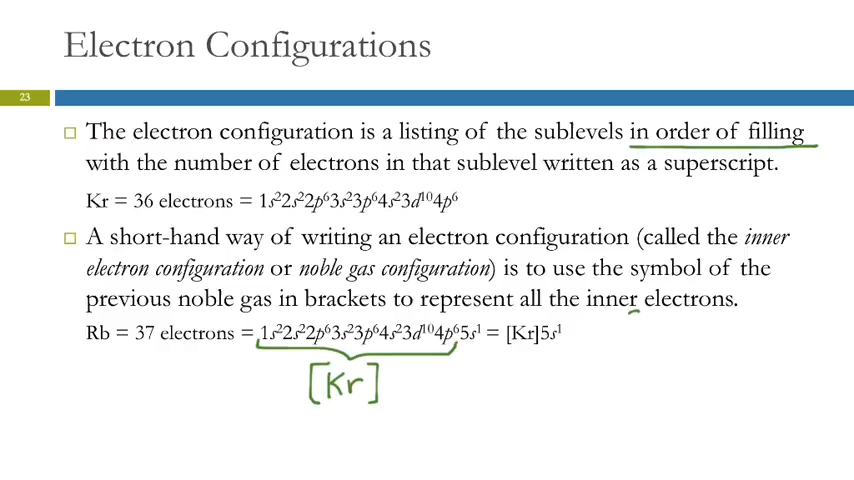 Electron Configurations
23
□ The electron configuration is a listing of the sublevels in order of filling
with the number of electrons in that sublevel written as a superscript.
Kr = 36 electrons = 1s²2s²2p⁶3s²3p⁶4s²3d¹⁰4p⁶
□ A short-hand way of writing an electron configuration (called the inner
electron configuration or noble gas configuration) is to use the symbol of the
previous noble gas in brackets to represent all the inner electrons.
Rb = 37 electrons = 1s²2s²2p⁶3s²3p⁶4s²3d¹⁰4p⁶5s¹ = [Kr]5s¹
[Kr]